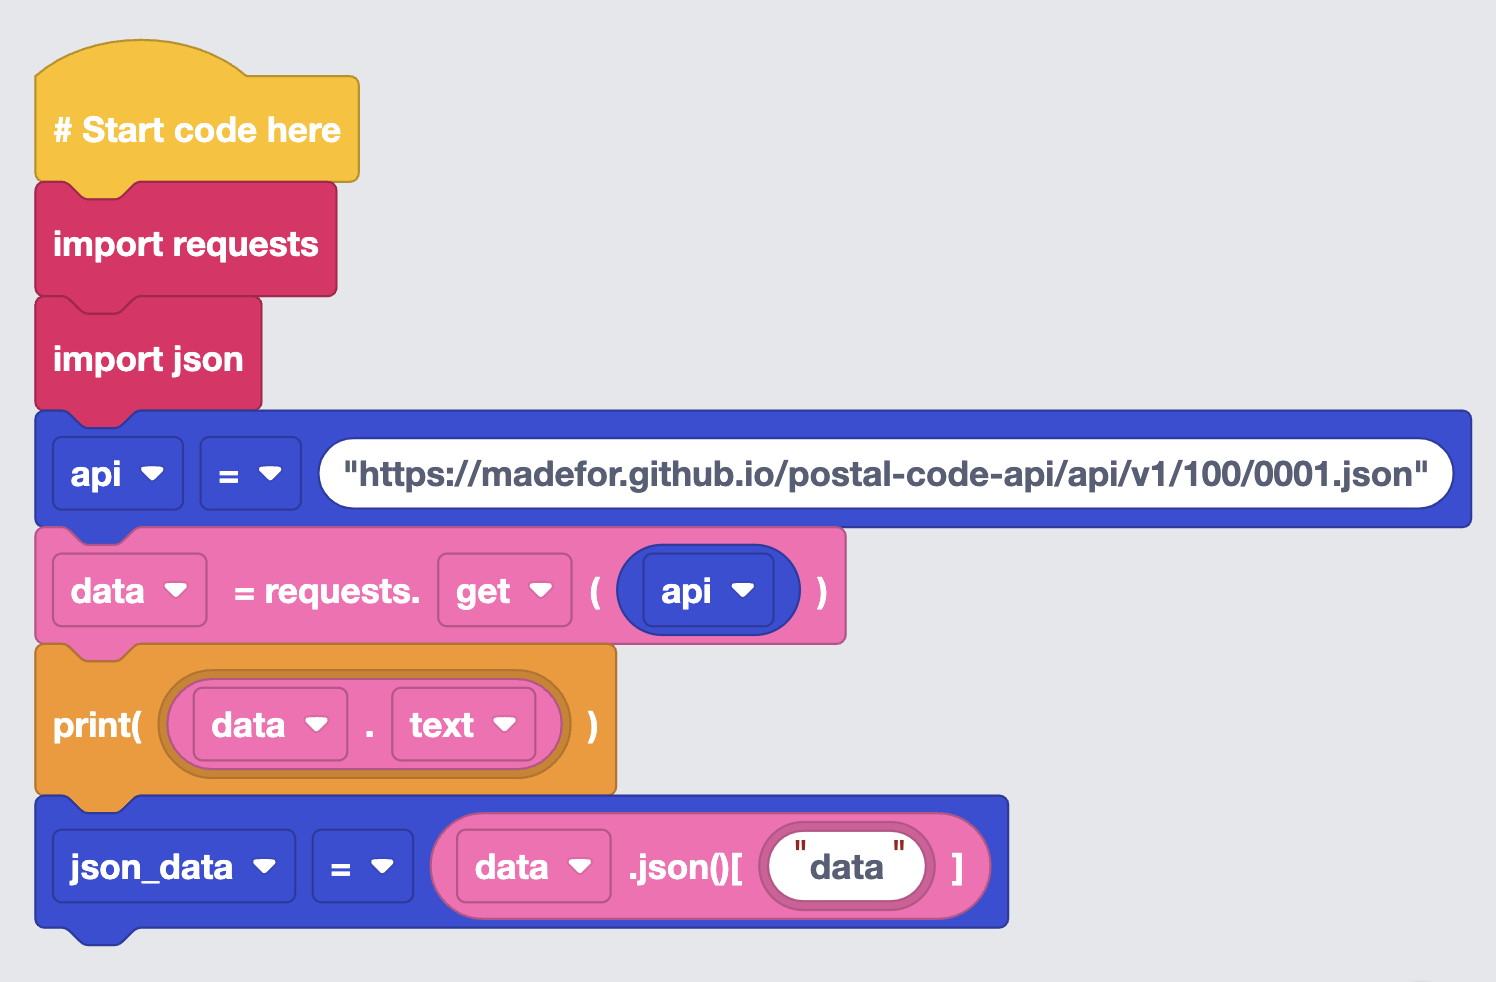 # Start code here
import requests
import json
api = "https://madefor.github.io/postal-code-api/api/v1/100/0001.json"
data = requests. get ( api )
print( data . text )
json_data = data .json()[ "data" ]